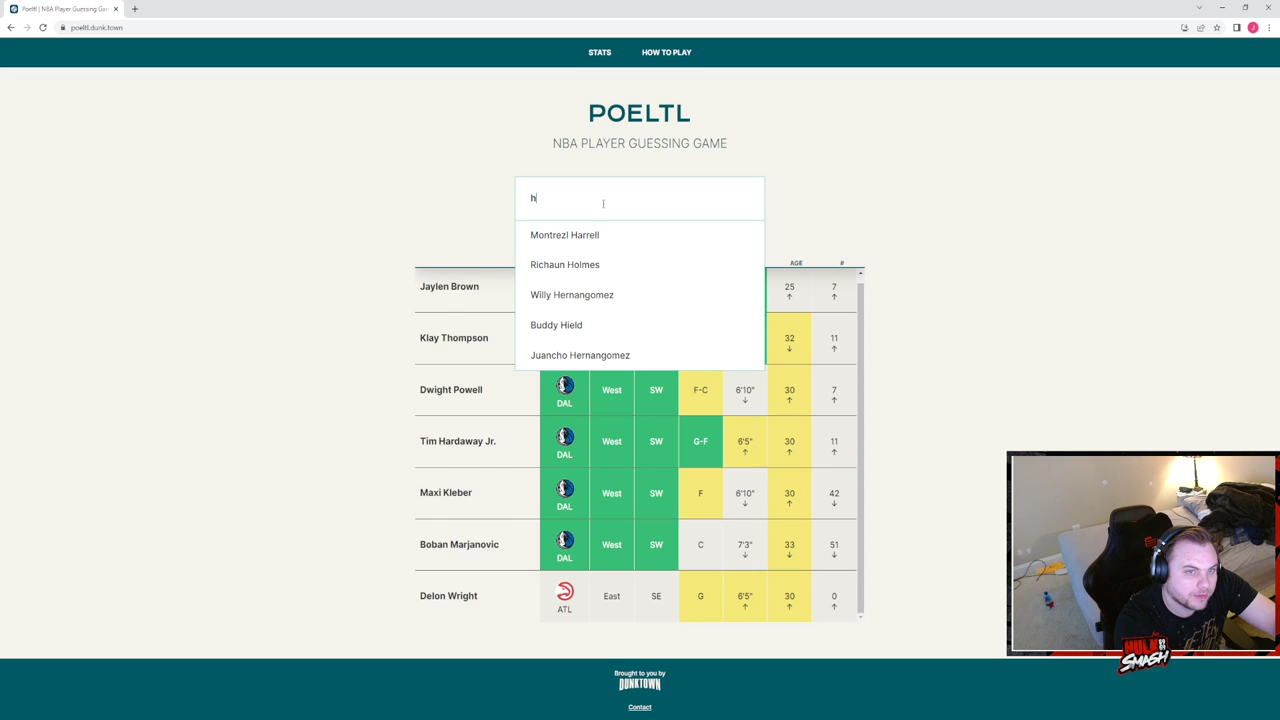 Poeltl | NBA Player Guessing Gam
poeltl.dunk.town
J
STATS
HOW TO PLAY
POELTL
NBA PLAYER GUESSING GAME
h
Montrezl Harrell
Richaun Holmes
Willy Hernangomez
Buddy Hield
Juancho Hernangomez
AGE #
Jaylen Brown 25 ↑ 7 ↑
Klay Thompson 32 ↓ 11 ↑
Dwight Powell DAL West SW F-C 6'10" ↓ 30 ↑ 7 ↑
Tim Hardaway Jr. DAL West SW G-F 6'5" ↑ 30 ↑ 11 ↑
Maxi Kleber DAL West SW F 6'10" ↓ 30 ↑ 42 ↓
Boban Marjanovic DAL West SW C 7'3" ↓ 33 ↓ 51 ↓
Delon Wright ATL East SE G 6'5" ↑ 30 ↑ 0 ↑
Brought to you by
DUNKTOWN
Contact
HULK
SMASH